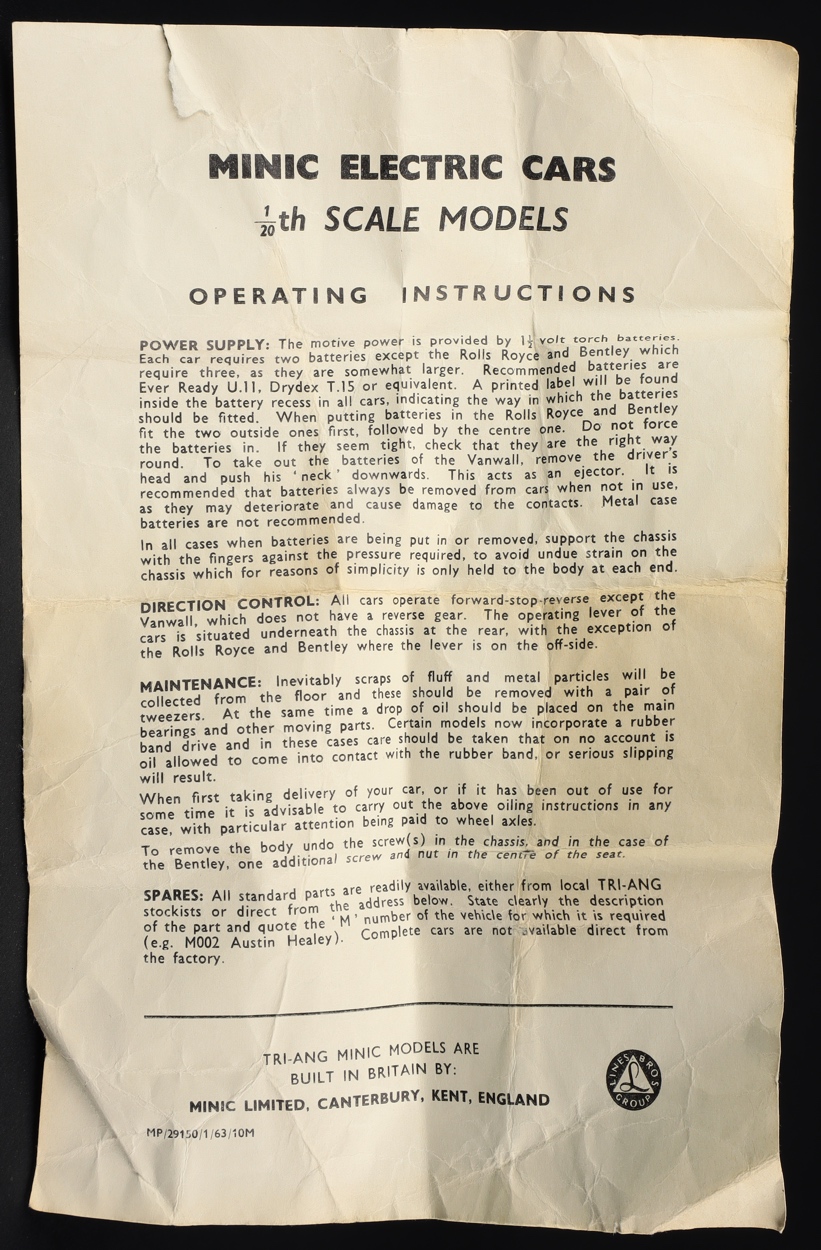 MINIC ELECTRIC CARS
1/20th SCALE MODELS
OPERATING INSTRUCTIONS
POWER SUPPLY: The motive power is provided by 1½ volt torch batteries.
Each car requires two batteries except the Rolls Royce and Bentley which
require three, as they are somewhat larger. Recommended batteries are
Ever Ready U.11, Drydex T.15 or equivalent. A printed label will be found
inside the battery recess in all cars, indicating the way in which the batteries
should be fitted. When putting batteries in the Rolls Royce and Bentley
fit the two outside ones first, followed by the centre one. Do not force
the batteries in. If they seem tight, check that they are the right way
round. To take out the batteries of the Vanwall, remove the driver's
head and push his 'neck' downwards. This acts as an ejector. It is
recommended that batteries always be removed from cars when not in use,
as they may deteriorate and cause damage to the contacts. Metal case
batteries are not recommended.
In all cases when batteries are being put in or removed, support the chassis
with the fingers against the pressure required, to avoid undue strain on the
chassis which for reasons of simplicity is only held to the body at each end.
DIRECTION CONTROL: All cars operate forward-stop-reverse except the
Vanwall, which does not have a reverse gear. The operating lever of the
cars is situated underneath the chassis at the rear, with the exception of
the Rolls Royce and Bentley where the lever is on the off-side.
MAINTENANCE: Inevitably scraps of fluff and metal particles will be
collected from the floor and these should be removed with a pair of
tweezers. At the same time a drop of oil should be placed on the main
bearings and other moving parts. Certain models now incorporate a rubber
band drive and in these cases care should be taken that on no account is
oil allowed to come into contact with the rubber band, or serious slipping
will result.
When first taking delivery of your car, or if it has been out of use for
some time it is advisable to carry out the above oiling instructions in any
case, with particular attention being paid to wheel axles.
To remove the body undo the screw(s) in the chassis, and in the case of
the Bentley, one additional screw and nut in the centre of the seat.
SPARES: All standard parts are readily available, either from local TRI-ANG
stockists or direct from the address below. State clearly the description
of the part and quote the 'M' number of the vehicle for which it is required
(e.g. M002 Austin Healey). Complete cars are not available direct from
the factory.
TRI-ANG MINIC MODELS ARE
BUILT IN BRITAIN BY:
MINIC LIMITED, CANTERBURY, KENT, ENGLAND
LINES BROS
GROUP
MP/29150/1/63/10M